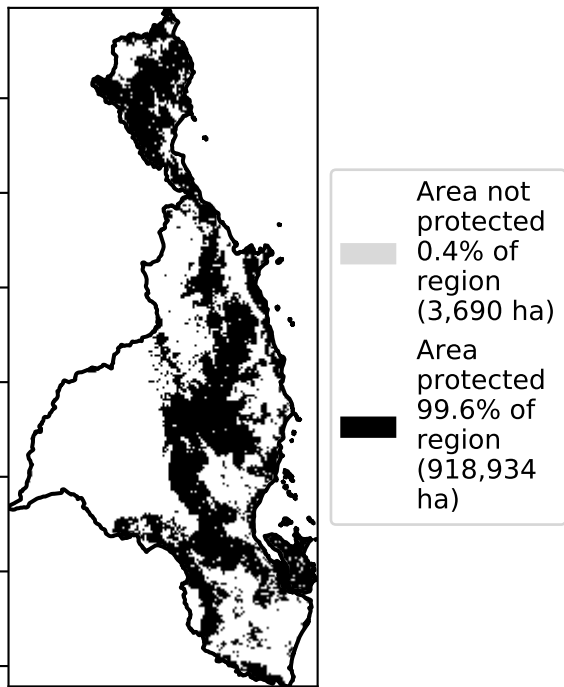 Area not
protected
0.4% of
region
(3,690 ha)
Area
protected
99.6% of
region
(918,934
ha)